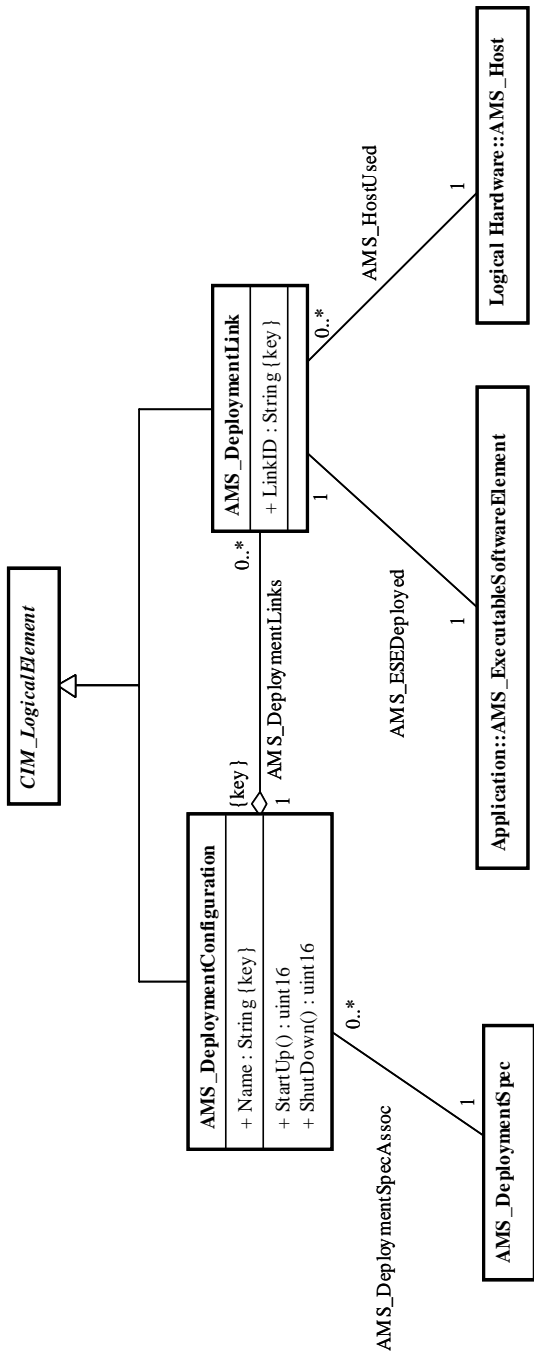 CIM_LogicalElement
AMS_DeploymentConfiguration
+ Name : String {key}
+ StartUp() : uint16
+ ShutDown() : uint16
{key}
1
AMS_DeploymentLinks
0..*
AMS_DeploymentLink
+ LinkID : String {key}
0..*
AMS_DeploymentSpecAssoc
1
AMS_DeploymentSpec
1
AMS_ESEDeployed
1
Application::AMS_ExecutableSoftwareElement
0..*
AMS_HostUsed
1
Logical Hardware::AMS_Host